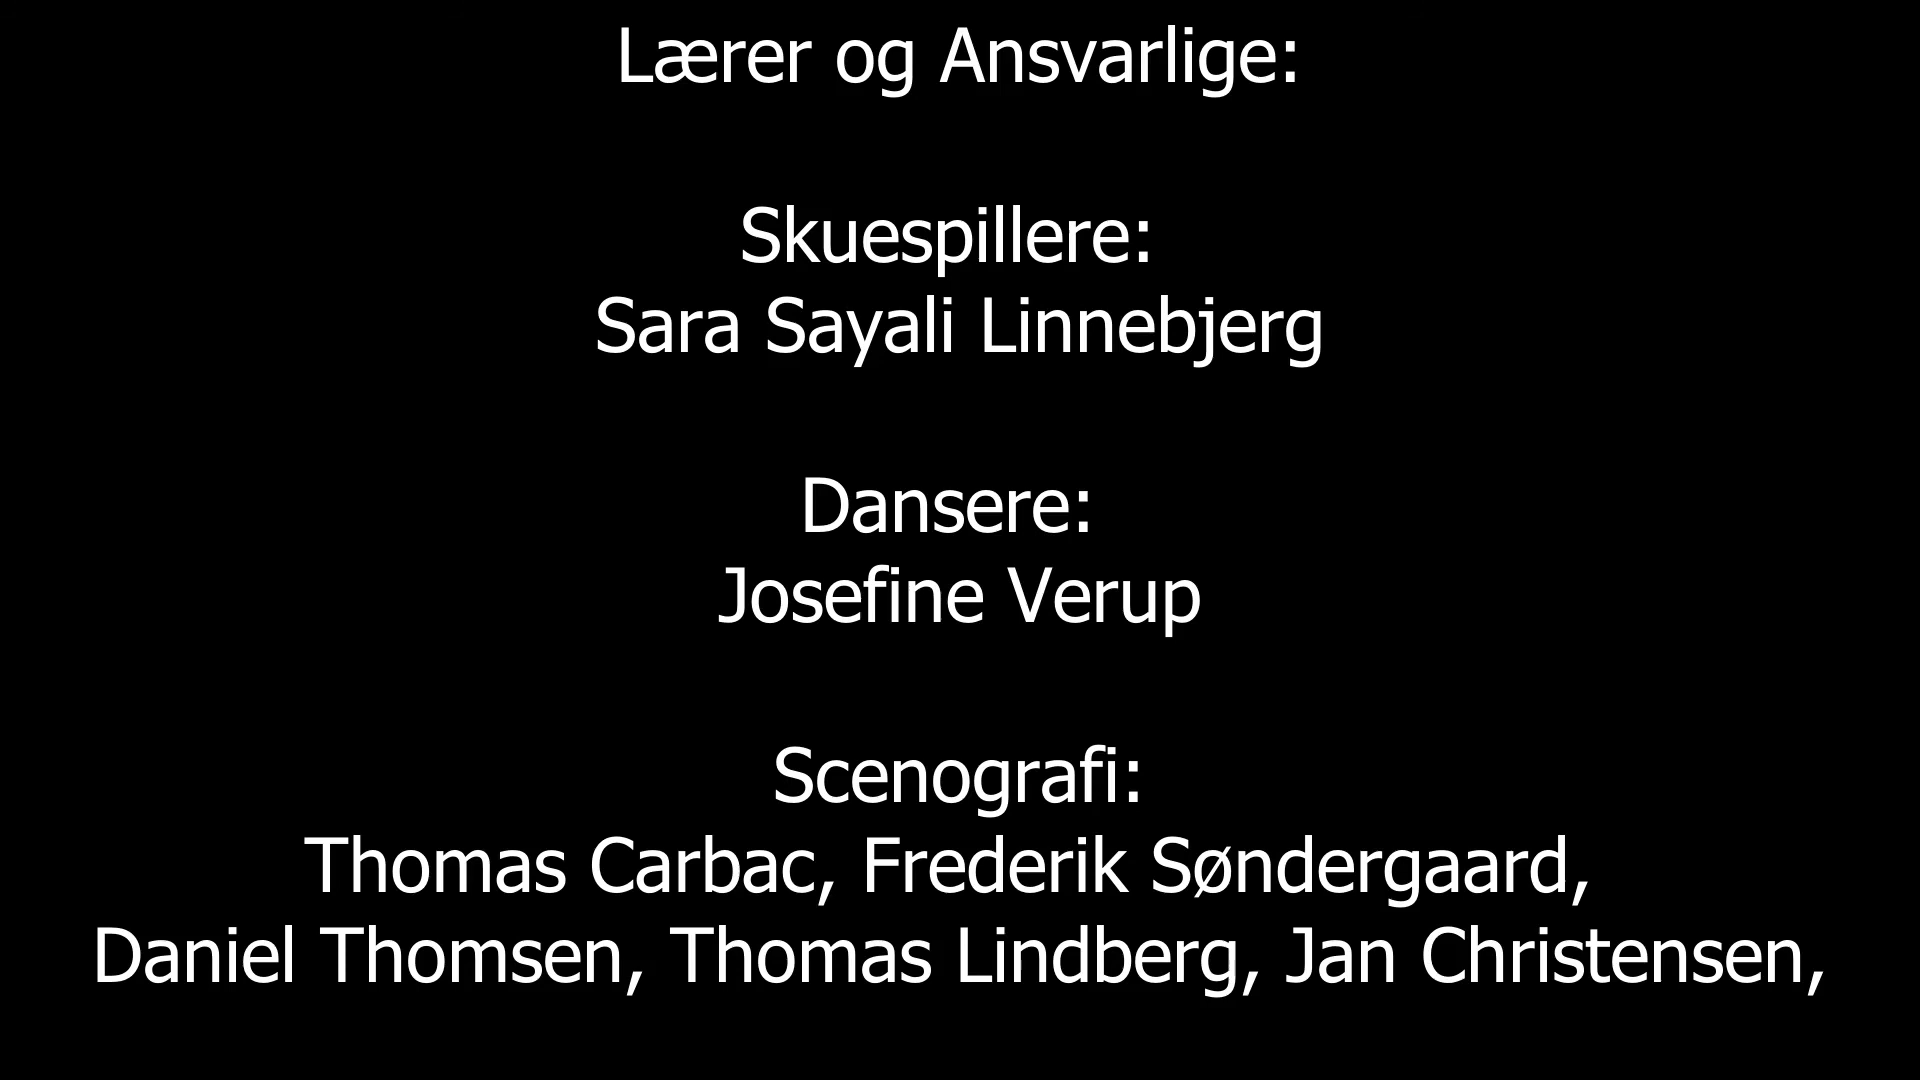 Lærer og Ansvarlige:
Skuespillere:
Sara Sayali Linnebjerg
Dansere:
Josefine Verup
Scenografi:
Thomas Carbac, Frederik Søndergaard,
Daniel Thomsen, Thomas Lindberg, Jan Christensen,